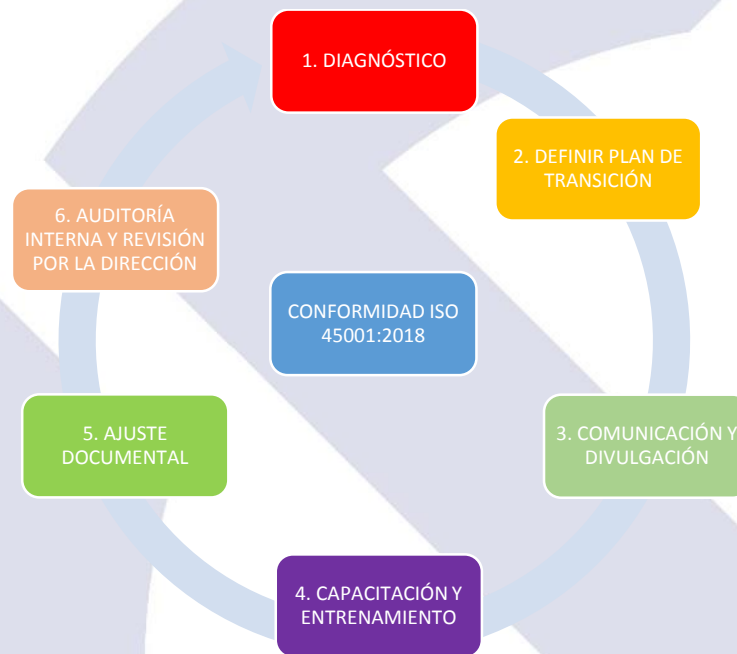 1. DIAGNÓSTICO
2. DEFINIR PLAN DE
TRANSICIÓN
6. AUDITORÍA
INTERNA Y REVISIÓN
POR LA DIRECCIÓN
CONFORMIDAD ISO
45001:2018
5. AJUSTE
DOCUMENTAL
3. COMUNICACIÓN Y
DIVULGACIÓN
4. CAPACITACIÓN Y
ENTRENAMIENTO